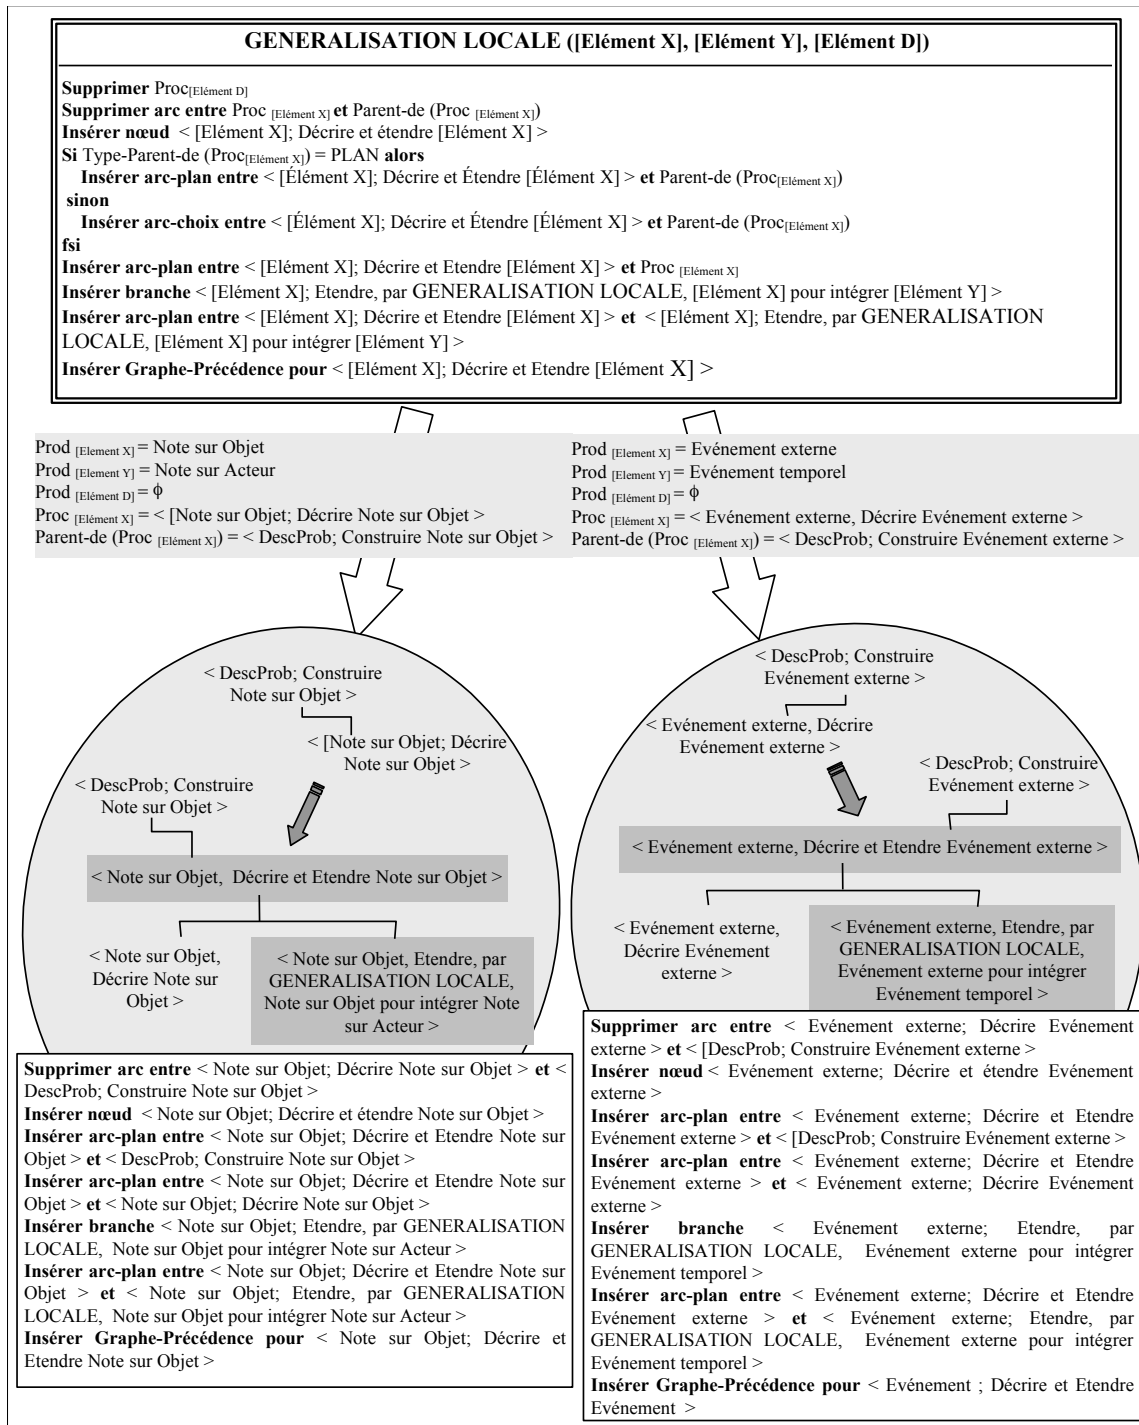 GENERALISATION LOCALE ([Elément X], [Elément Y], [Elément D])
Supprimer Proc[Elément D]
Supprimer arc entre Proc [Elément X] et Parent-de (Proc [Elément X])
Insérer nœud < [Elément X]; Décrire et étendre [Elément X] >
Si Type-Parent-de (Proc[Elément X]) = PLAN alors
Insérer arc-plan entre < [Élément X]; Décrire et Étendre [Élément X] > et Parent-de (Proc[Elément X])
sinon
Insérer arc-choix entre < [Élément X]; Décrire et Étendre [Élément X] > et Parent-de (Proc[Elément X])
fsi
Insérer arc-plan entre < [Elément X]; Décrire et Etendre [Elément X] > et Proc [Elément X]
Insérer branche < [Elément X]; Etendre, par GENERALISATION LOCALE, [Elément X] pour intégrer [Elément Y] >
Insérer arc-plan entre < [Elément X]; Décrire et Etendre [Elément X] > et < [Elément X]; Etendre, par GENERALISATION
LOCALE, [Elément X] pour intégrer [Elément Y] >
Insérer Graphe-Précédence pour < [Elément X]; Décrire et Etendre [Elément X] >
Prod [Element X] = Note sur Objet
Prod [Element Y] = Note sur Acteur
Prod [Elément D] = ϕ
Proc [Elément X] = < [Note sur Objet; Décrire Note sur Objet >
Parent-de (Proc [Elément X]) = < DescProb; Construire Note sur Objet >
Prod [Element X] = Evénement externe
Prod [Element Y] = Evénement temporel
Prod [Elément D] = ϕ
Proc [Elément X] = < Evénement externe, Décrire Evénement externe >
Parent-de (Proc [Elément X]) = < DescProb; Construire Evénement externe >
< DescProb; Construire
Note sur Objet >
< [Note sur Objet; Décrire
Note sur Objet >
< DescProb; Construire
Note sur Objet >
< Note sur Objet, Décrire et Etendre Note sur Objet >
< Note sur Objet,
Décrire Note sur
Objet >
< Note sur Objet, Etendre, par
GENERALISATION LOCALE,
Note sur Objet pour intégrer Note
sur Acteur >
Supprimer arc entre < Note sur Objet; Décrire Note sur Objet > et <
DescProb; Construire Note sur Objet >
Insérer nœud < Note sur Objet; Décrire et étendre Note sur Objet >
Insérer arc-plan entre < Note sur Objet; Décrire et Etendre Note sur
Objet > et < DescProb; Construire Note sur Objet >
Insérer arc-plan entre < Note sur Objet; Décrire et Etendre Note sur
Objet > et < Note sur Objet; Décrire Note sur Objet >
Insérer branche < Note sur Objet; Etendre, par GENERALISATION
LOCALE, Note sur Objet pour intégrer Note sur Acteur >
Insérer arc-plan entre < Note sur Objet; Décrire et Etendre Note sur
Objet > et < Note sur Objet; Etendre, par GENERALISATION
LOCALE, Note sur Objet pour intégrer Note sur Acteur >
Insérer Graphe-Précédence pour < Note sur Objet; Décrire et
Etendre Note sur Objet >
< DescProb; Construire
Evénement externe >
< Evénement externe, Décrire
Evénement externe >
< DescProb; Construire
Evénement externe >
< Evénement externe, Décrire et Etendre Evénement externe >
< Evénement externe,
Décrire Evénement
externe >
< Evénement externe, Etendre, par
GENERALISATION LOCALE,
Evénement externe pour intégrer
Evénement temporel >
Supprimer arc entre < Evénement externe; Décrire Evénement
externe > et < [DescProb; Construire Evénement externe >
Insérer nœud < Evénement externe; Décrire et étendre Evénement
externe >
Insérer arc-plan entre < Evénement externe; Décrire et Etendre
Evénement externe > et < [DescProb; Construire Evénement externe >
Insérer arc-plan entre < Evénement externe; Décrire et Etendre
Evénement externe > et < Evénement externe; Décrire Evénement
externe >
Insérer branche < Evénement externe; Etendre, par
GENERALISATION LOCALE, Evénement externe pour intégrer
Evénement temporel >
Insérer arc-plan entre < Evénement externe; Décrire et Etendre
Evénement externe > et < Evénement externe; Etendre, par
GENERALISATION LOCALE, Evénement externe pour intégrer
Evénement temporel >
Insérer Graphe-Précédence pour < Evénement ; Décrire et Etendre
Evénement >